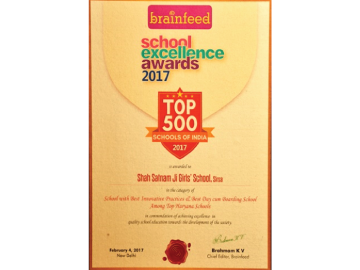 brainfeed
school
excellence
awards
2017
TOP
500
SCHOOLS OF INDIA
2017
is awarded to
Shah Satnam Ji Girls' School, Sirsa
in the category of
School with Best Innovation Practices & Best Day cum Boarding School
Among Top Haryana Schools
in commendation of achieving excellence in
quality school education towards the development of the society.
February 4, 2017
New Delhi
Brahmam K V
Chief Editor, Brainfeed